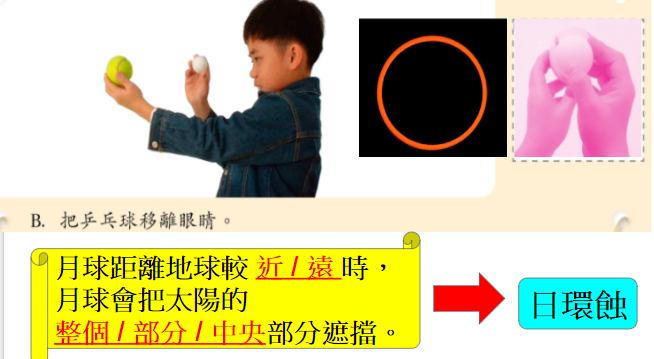 B. 把乒乓球移離眼睛。
月球距離地球較 近 / 遠 時，
月球會把太陽的
整個 / 部分 / 中央部分遮擋。
日環蝕